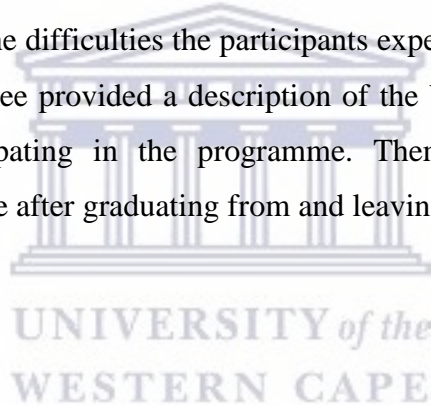 ne difficulties the participants expe
ee provided a description of the
pating in the programme. Ther
e after graduating from and leavin
UNIVERSITY of the
WESTERN CAPE